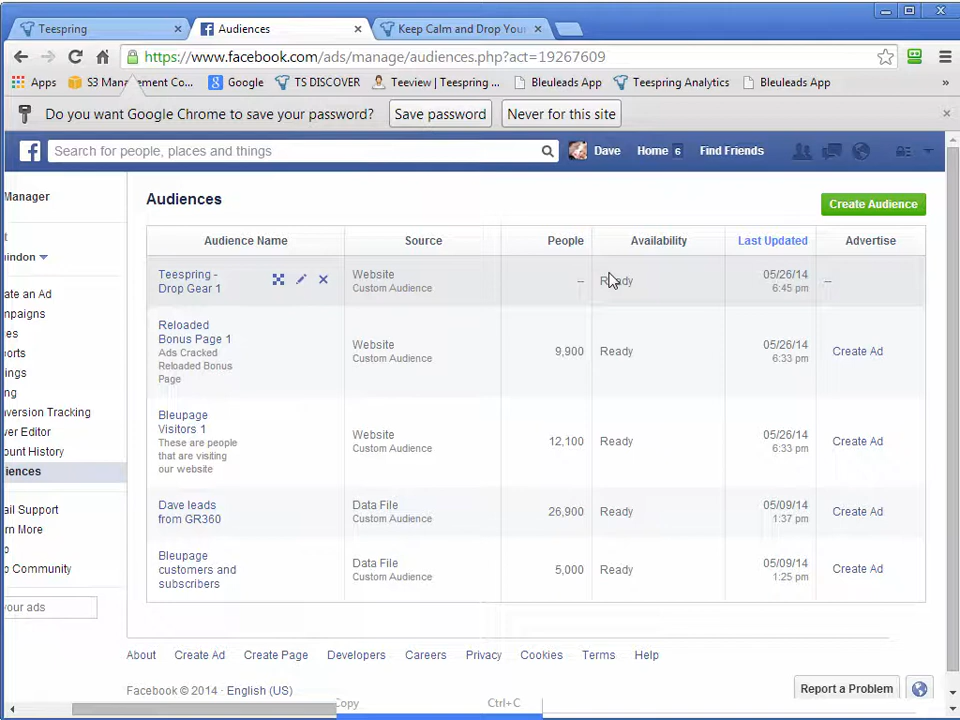 Teespring
Audiences
Keep Calm and Drop Your
https://www.facebook.com/ads/manage/audiences.php?act=19267609
Apps
S3 Management Co...
Google
TS DISCOVER
Teeview | Teespring ...
Bleuleads App
Teespring Analytics
Bleuleads App
»
Do you want Google Chrome to save your password?
Save password
Never for this site
Search for people, places and things
Dave
Home 6
Find Friends
Manager
t
uindon
ate an Ad
mpaigns
es
ports
ings
ng
nversion Tracking
wer Editor
ount History
iences
ail Support
rn More
p
p Community
your ads
Audiences
Create Audience
Audience Name
Source
People
Availability
Last Updated
Advertise
Teespring -
Drop Gear 1
Website
Custom Audience
--
Ready
05/26/14
6:45 pm
--
Reloaded
Bonus Page 1
Ads Cracked
Reloaded Bonus
Page
Website
Custom Audience
9,900
Ready
05/26/14
6:33 pm
Create Ad
Bleupage
Visitors 1
These are people
that are visiting
our website
Website
Custom Audience
12,100
Ready
05/26/14
6:33 pm
Create Ad
Dave leads
from GR360
Data File
Custom Audience
26,900
Ready
05/09/14
1:37 pm
Create Ad
Bleupage
customers and
subscribers
Data File
Custom Audience
5,000
Ready
05/09/14
1:25 pm
Create Ad
About
Create Ad
Create Page
Developers
Careers
Privacy
Cookies
Terms
Help
Facebook © 2014 · English (US)
Report a Problem
Copy
Ctrl+C